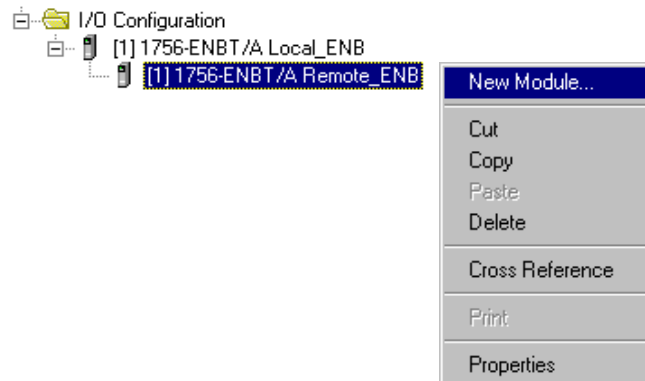 I/O Configuration
[1] 1756-ENBT/A Local_ENB
[1] 1756-ENBT/A Remote_ENB
New Module...
Cut
Copy
Paste
Delete
Cross Reference
Print
Properties